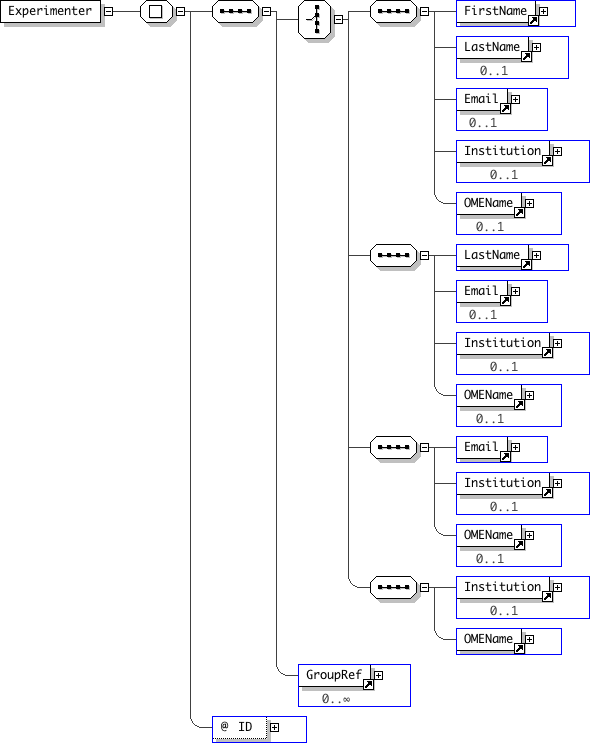 Experimenter
FirstName
LastName
0..1
Email
0..1
Institution
0..1
OMEName
0..1
LastName
Email
0..1
Institution
0..1
OMEName
0..1
Email
Institution
0..1
OMEName
0..1
Institution
0..1
OMEName
GroupRef
0..∞
@ ID